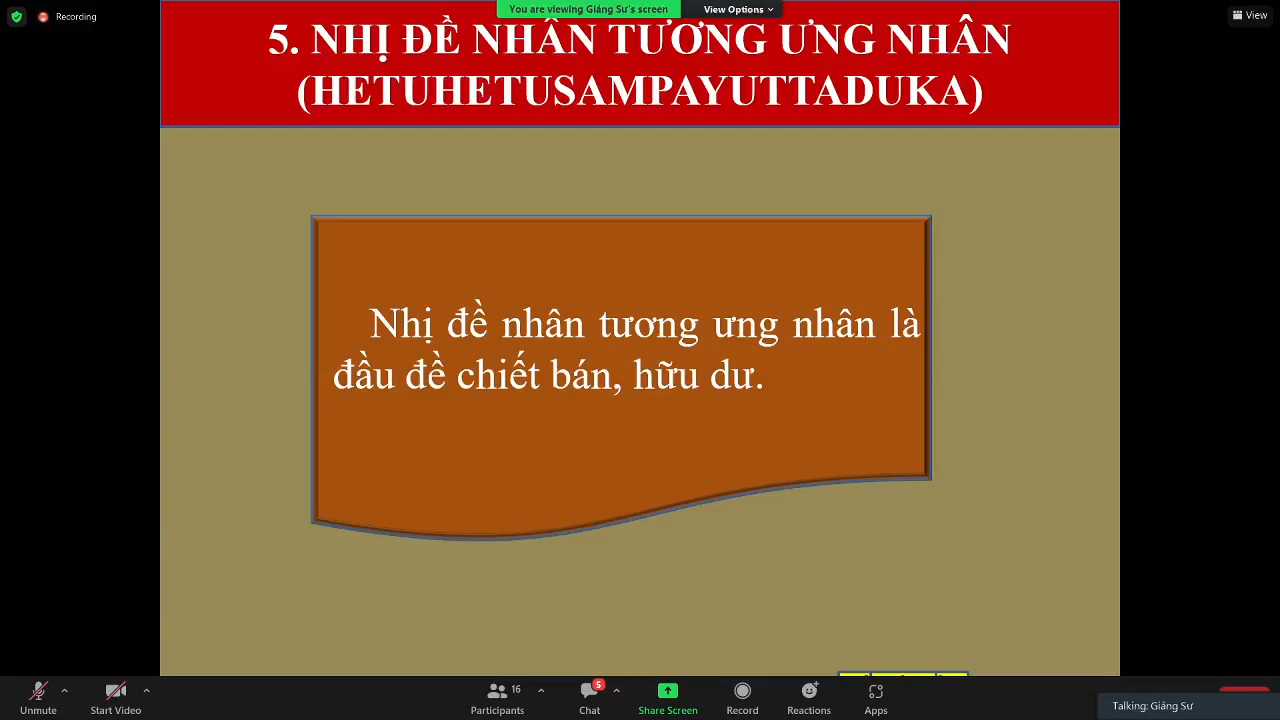 You are viewing Giảng Sư's screen
View Options
Recording
View
5. NHỊ ĐỀ NHÂN TƯƠNG ƯNG NHÂN
(HETUHETUSAMPAYUTTADUKA)
Nhị đề nhân tương ưng nhân là
đầu đề chiết bán, hữu dư.
Unmute
Start Video
16
Participants
5
Chat
Share Screen
Record
Reactions
Apps
Talking: Giảng Sư